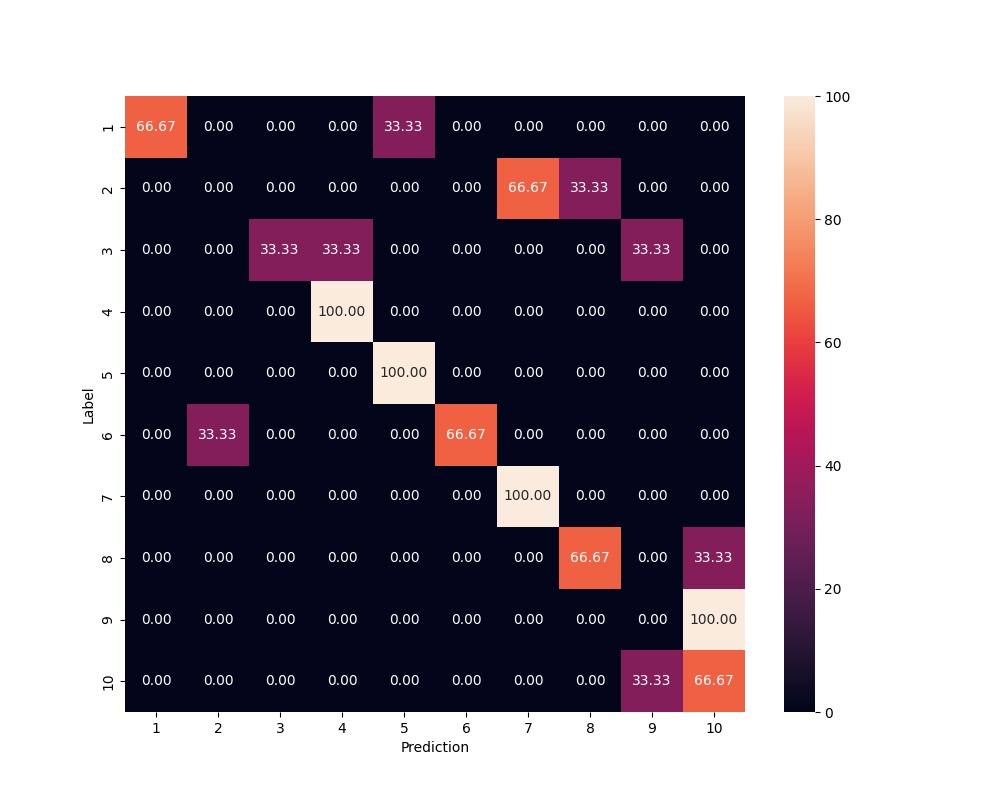 1 66.67 0.00 0.00 0.00 33.33 0.00 0.00 0.00 0.00 0.00
2 0.00 0.00 0.00 0.00 0.00 0.00 66.67 33.33 0.00 0.00
3 0.00 0.00 33.33 33.33 0.00 0.00 0.00 0.00 33.33 0.00
4 0.00 0.00 0.00 100.00 0.00 0.00 0.00 0.00 0.00 0.00
5 0.00 0.00 0.00 0.00 100.00 0.00 0.00 0.00 0.00 0.00
6 0.00 33.33 0.00 0.00 0.00 66.67 0.00 0.00 0.00 0.00
7 0.00 0.00 0.00 0.00 0.00 0.00 100.00 0.00 0.00 0.00
8 0.00 0.00 0.00 0.00 0.00 0.00 0.00 66.67 0.00 33.33
9 0.00 0.00 0.00 0.00 0.00 0.00 0.00 0.00 0.00 100.00
10 0.00 0.00 0.00 0.00 0.00 0.00 0.00 0.00 33.33 66.67
1 2 3 4 5 6 7 8 9 10
Prediction
Label
100
80
60
40
20
0